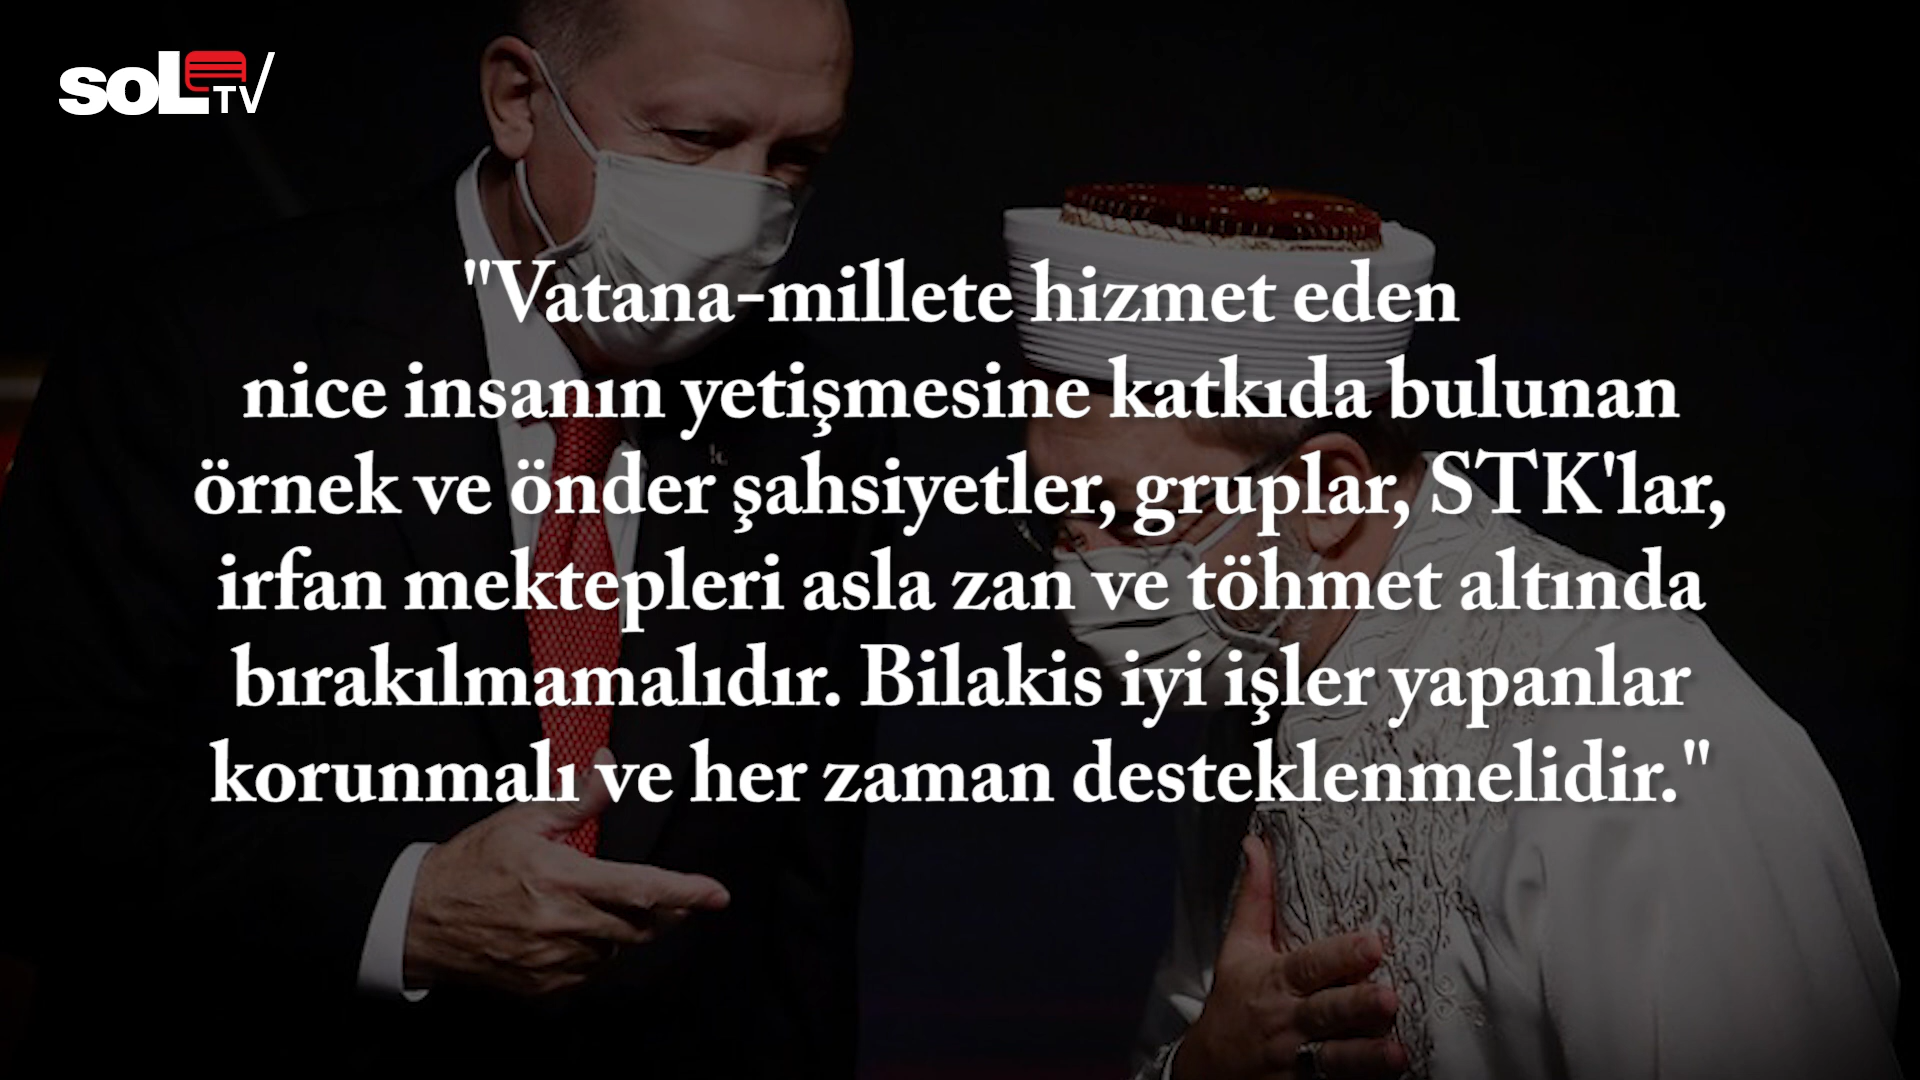 soL TV
"Vatana-millete hizmet eden
nice insanın yetişmesine katkıda bulunan
örnek ve önder şahsiyetler, gruplar, STK'lar,
irfan mektepleri asla zan ve töhmet altında
bırakılmamalıdır. Bilakis iyi işler yapanlar
korunmalı ve her zaman desteklenmelidir."